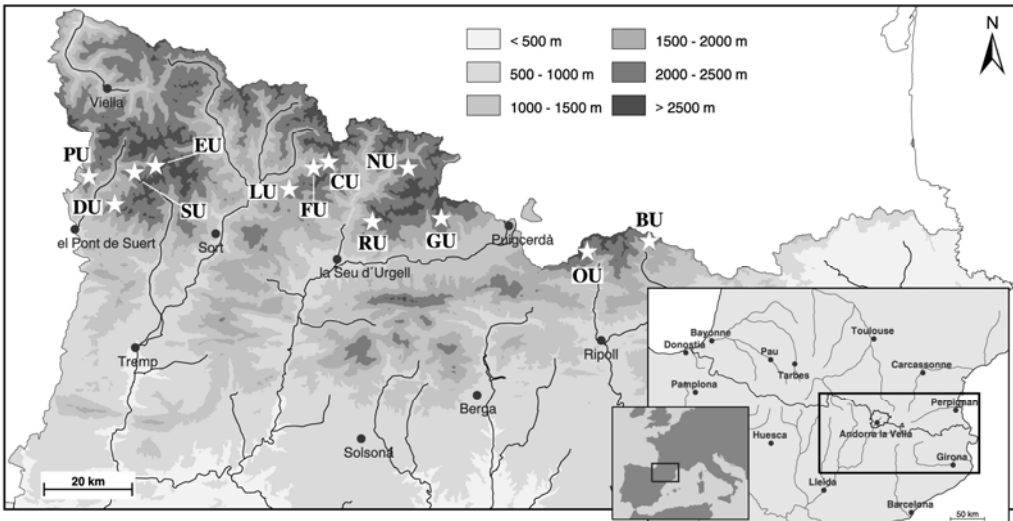 < 500 m
500 - 1000 m
1000 - 1500 m
1500 - 2000 m
2000 - 2500 m
> 2500 m
N
Viella
PU
EU
DU
SU
LU
FU
CU
NU
RU
GU
BU
OU
el Pont de Suert
Sort
la Seu d´Urgell
Puigcerdà
Tremp
Ripoll
Berga
Solsona
20 km
Bayonne
Donostia
Toulouse
Pau
Tarbes
Carcassonne
Pamplona
Perpignan
Huesca
Andorra la Vella
Girona
Lleida
Barcelona
50 km